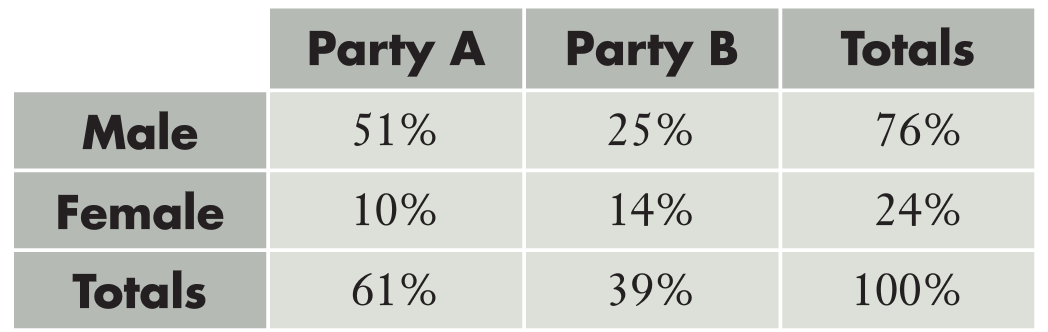 Party A Party B Totals
Male 51% 25% 76%
Female 10% 14% 24%
Totals 61% 39% 100%